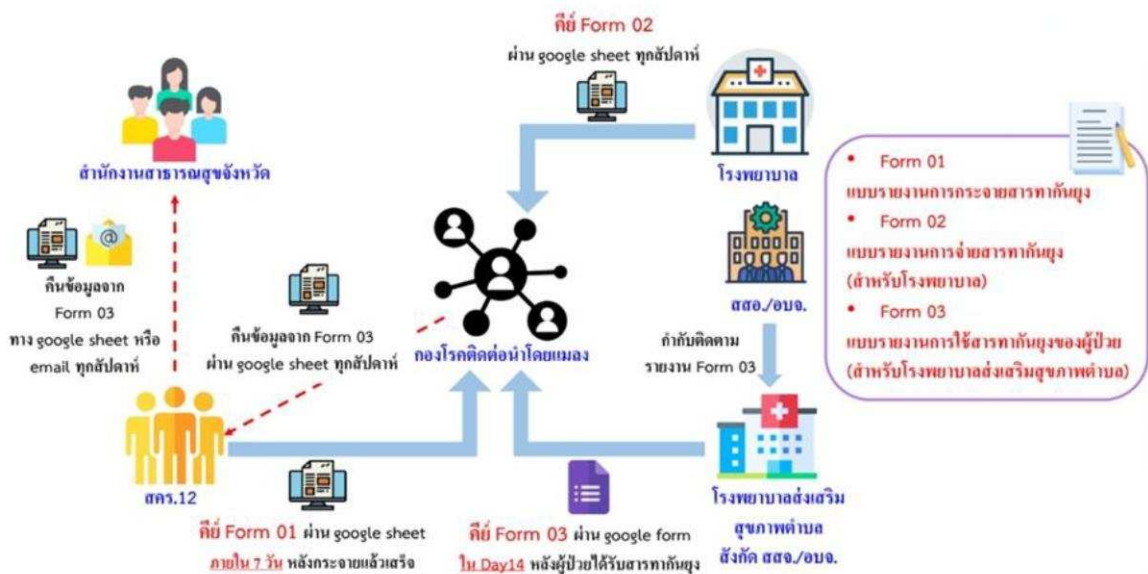 คีย์ Form 02
ผ่าน google sheet ทุกสัปดาห์
สำนักงานสาธารณสุขจังหวัด
โรงพยาบาล
• Form 01
แบบรายงานการกระจายสารทากันยุง
• Form 02
แบบรายงานการจ่ายสารทากันยุง
(สำหรับโรงพยาบาล)
• Form 03
แบบรายงานการใช้สารทากันยุงของผู้ป่วย
(สำหรับโรงพยาบาลส่งเสริมสุขภาพตำบล)
คืนข้อมูลจาก
Form 03
ทาง google sheet หรือ
email ทุกสัปดาห์
คืนข้อมูลจาก Form 03
ผ่าน google sheet ทุกสัปดาห์
กองโรคติดต่อนำโดยแมลง
สสอ./อบจ.
กำกับติดตาม
รายงาน Form 03
สคร.12
คีย์ Form 01 ผ่าน google sheet
ภายใน 7 วัน หลังกระจายแล้วเสร็จ
คีย์ Form 03 ผ่าน google form
ใน Day14 หลังผู้ป่วยได้รับสารทากันยุง
โรงพยาบาลส่งเสริม
สุขภาพตำบล
สังกัด สสจ./อบจ.